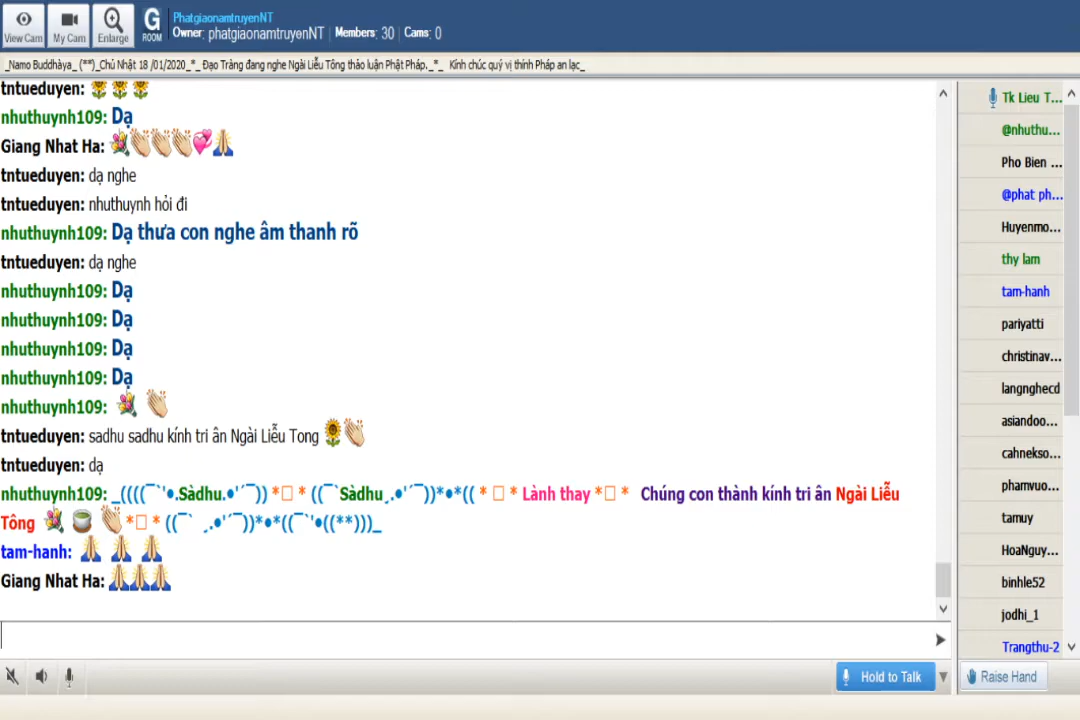 PhatgiaonamtruyenNT
View Cam My Cam Enlarge G ROOM Owner: phatgiaonamtruyenNT | Members: 30 | Cams: 0
_Namo Buddhàya_ (**)_Chú Nhật 18 /01/2020_*_ Đạo Tràng đang nghe Ngài Liễu Tông thảo luận Phật Pháp._*_ Kính chúc quý vị thính Pháp an lạc_
tntueduyen: 🌻 🌻 🌻
nhuthuynh109: Dạ
Giang Nhat Ha: 💐👏👏👏💞🙏
tntueduyen: dạ nghe
tntueduyen: nhuthuynh hỏi đi
nhuthuynh109: Dạ thưa con nghe âm thanh rõ
tntueduyen: dạ nghe
nhuthuynh109: Dạ
nhuthuynh109: Dạ
nhuthuynh109: Dạ
nhuthuynh109: Dạ
nhuthuynh109: 💐 👏
tntueduyen: sadhu sadhu kính tri ân Ngài Liễu Tong 🌻👏
tntueduyen: dạ
nhuthuynh109: _((((¯`'•.Sàdhu.•'´¯)) *▯ * ((¯`Sàdhu¸.•'´¯))*•*(( * ▯ * Lành thay *▯ * Chúng con thành kính tri ân Ngài Liễu
Tông 💐 🍵 👏 *▯ * ((¯` ¸.•'´¯))*•*((¯`'•((**)))_
tam-hanh: 🙏 🙏 🙏
Giang Nhat Ha: 🙏🙏🙏
Tk Lieu T...
@nhuthu...
Pho Bien ...
@phat ph...
Huyenmo...
thy lam
tam-hanh
pariyatti
christinav...
langnghecd
asiandoo...
cahnekso...
phamvuo...
tamuy
HoaNguy...
binhle52
jodhi_1
Trangthu-2
Hold to Talk
Raise Hand